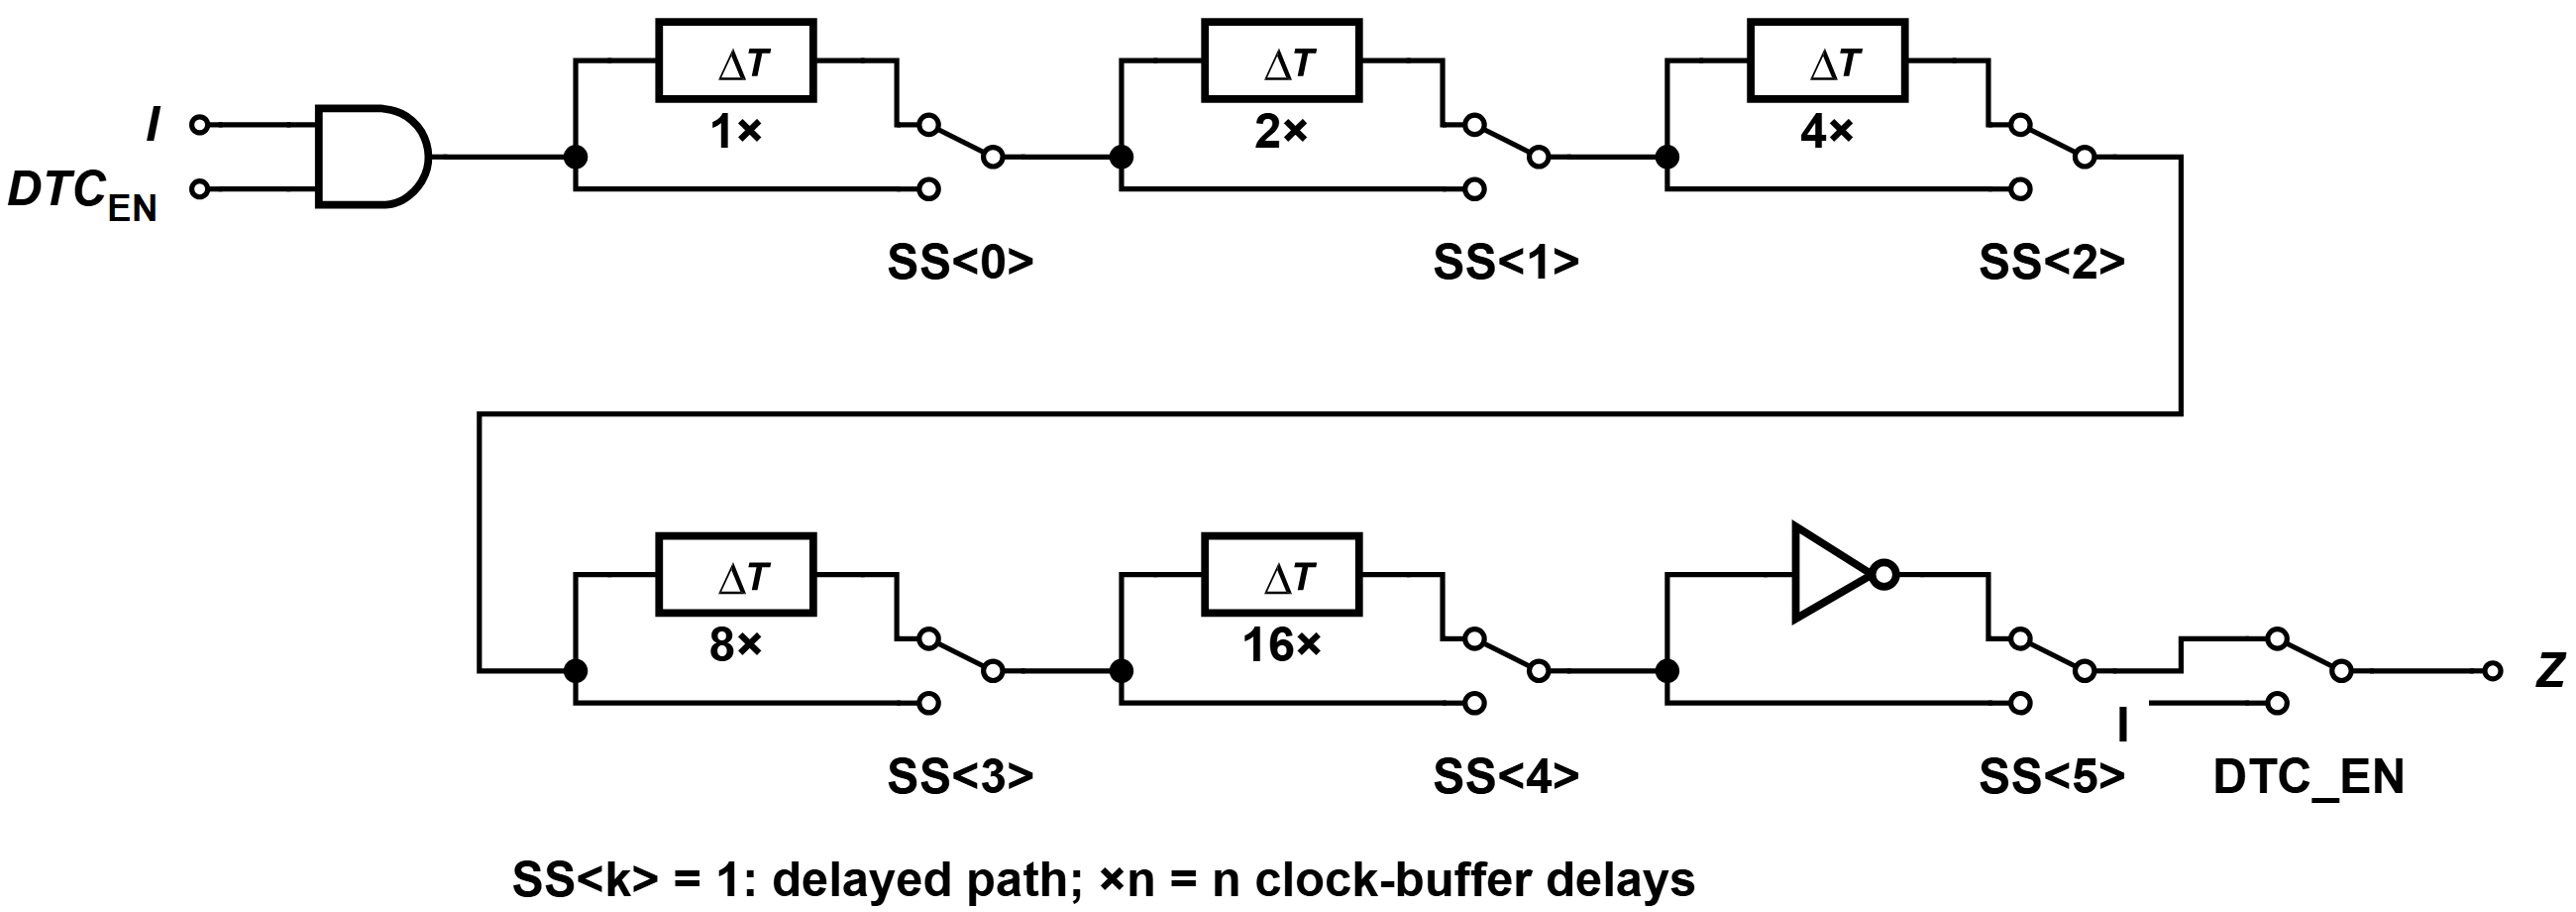 ΔT
ΔT
ΔT
I
1×
2×
4×
DTC_EN
SS<0>
SS<1>
SS<2>
ΔT
ΔT
8×
16×
Z
I
SS<3>
SS<4>
SS<5>
DTC_EN
SS<k> = 1: delayed path; ×n = n clock-buffer delays